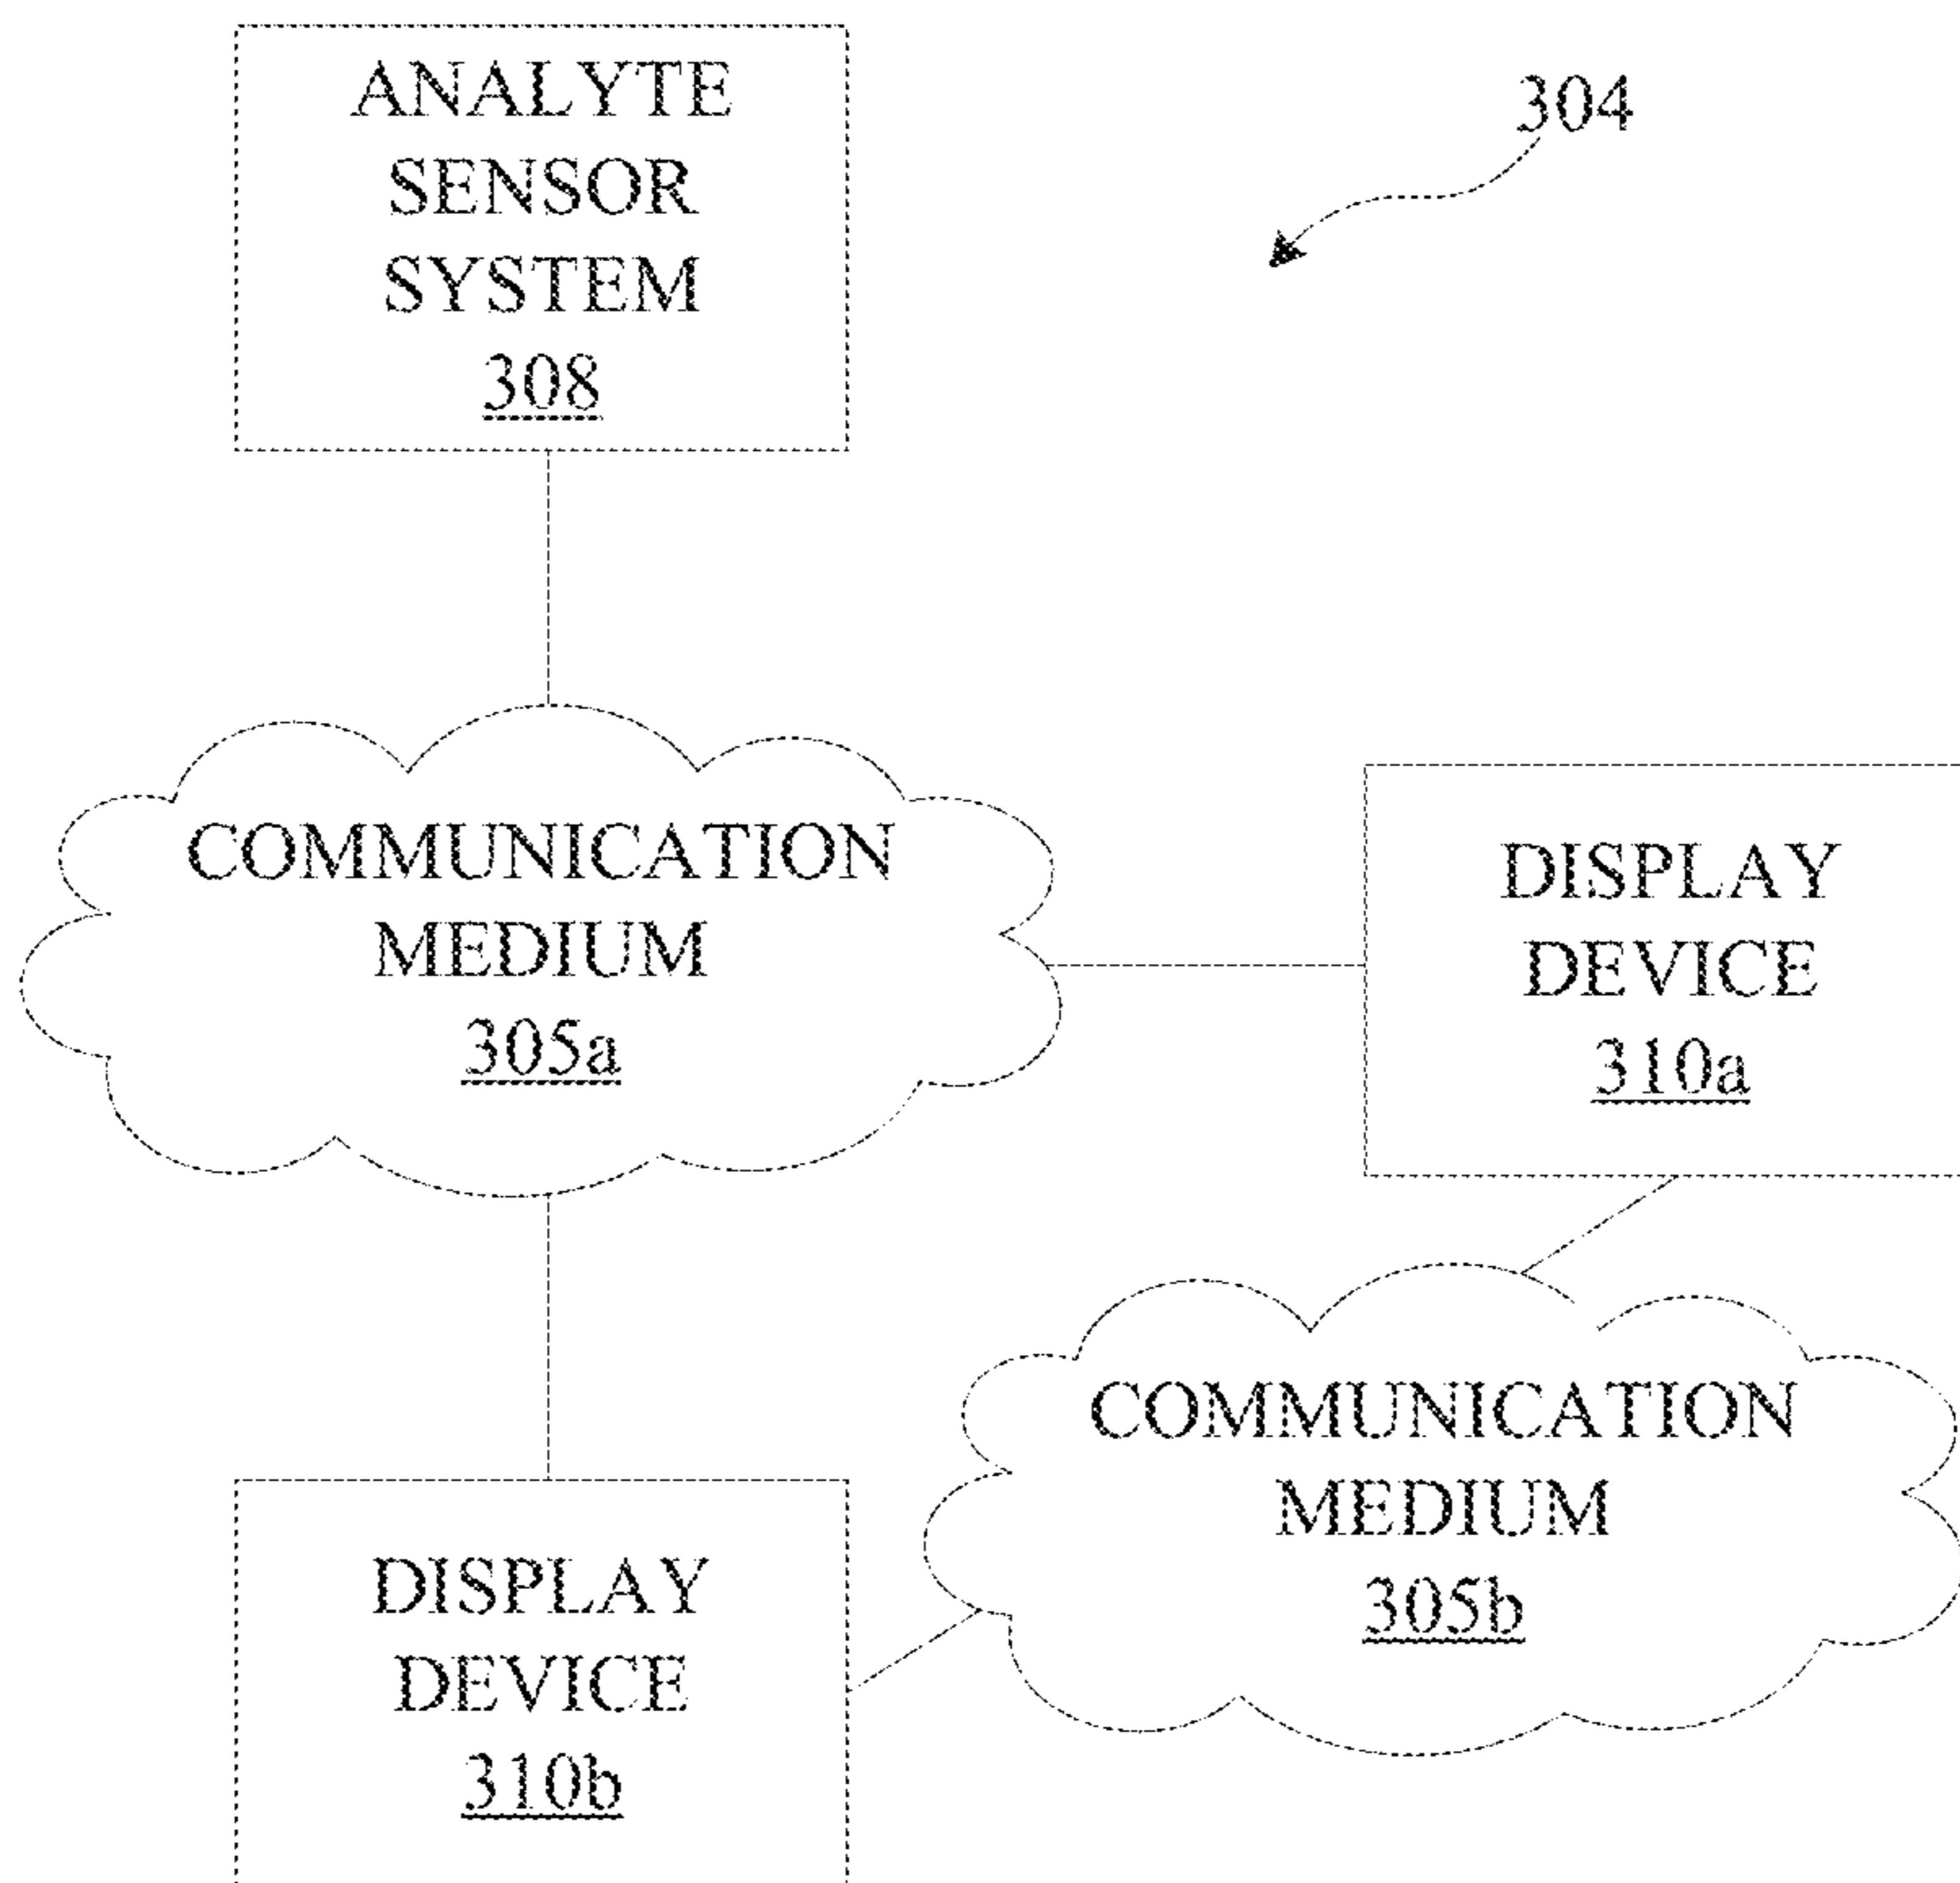 ANALYTE
SENSOR
SYSTEM
308
304
COMMUNICATION
MEDIUM
305a
DISPLAY
DEVICE
310a
COMMUNICATION
MEDIUM
305b
DISPLAY
DEVICE
310b